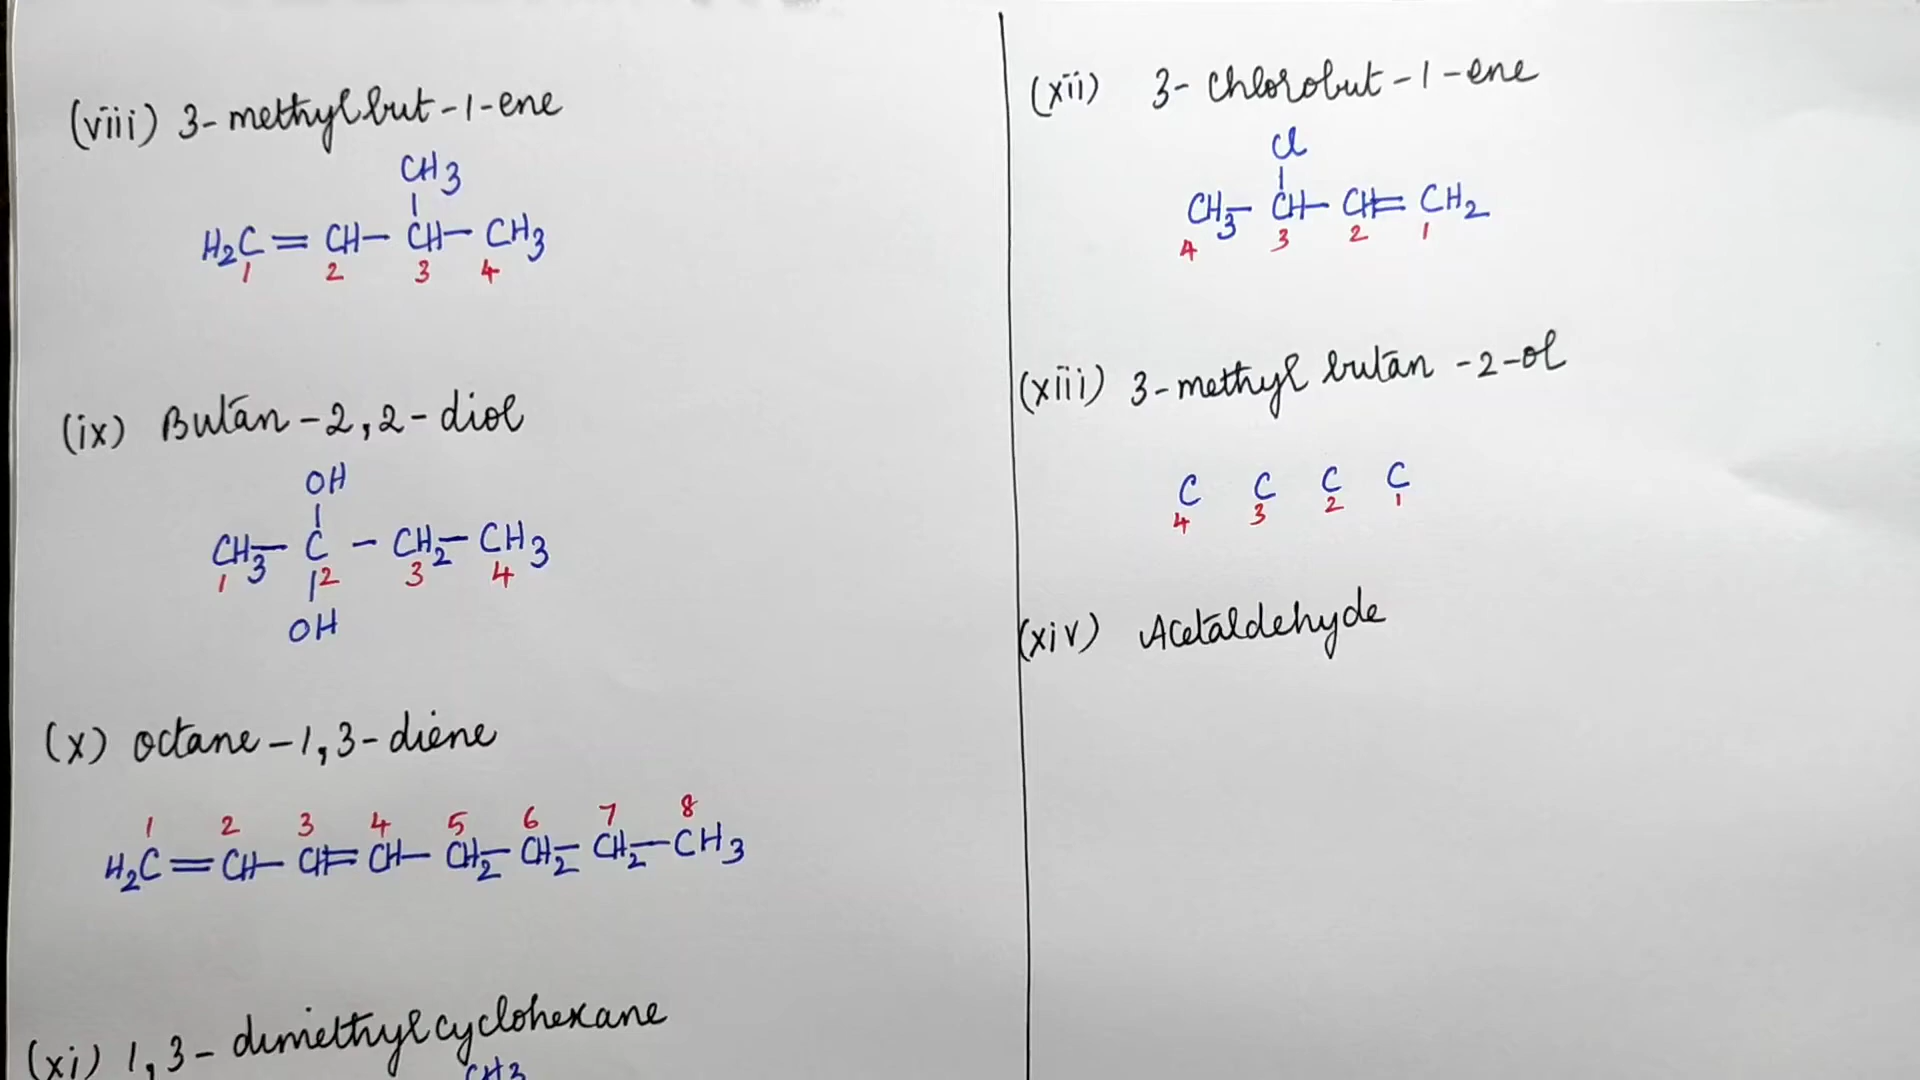 (viii) 3-methylbut-1-ene
CH3
H2C=CH-CH-CH3
1 2 3 4
(ix) Butan-2,2-diol
OH
CH3-C-CH2-CH3
1 2 3 4
OH
(x) octane-1,3-diene
1 2 3 4 5 6 7 8
H2C=CH-CH=CH-CH2-CH2-CH2-CH3
(xi) 1,3-dimethylcyclohexane
CH3
(xii) 3-chlorobut-1-ene
Cl
CH3-CH-CH=CH2
4 3 2 1
(xiii) 3-methyl butan-2-ol
C C C C
4 3 2 1
(xiv) Acetaldehyde